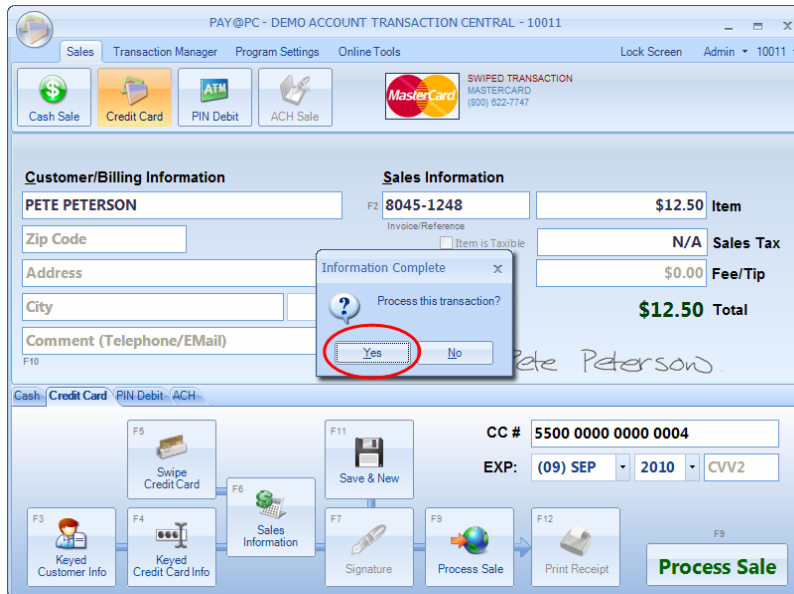 PAY@PC - DEMO ACCOUNT TRANSACTION CENTRAL - 10011
Sales Transaction Manager Program Settings Online Tools Lock Screen Admin 10011
Cash Sale Credit Card ATM PIN Debit ACH Sale
MasterCard
SWIPED TRANSACTION
MASTERCARD
(800) 622-7747
Customer/Billing Information
Sales Information
PETE PETERSON
F2 8045-1248
$12.50 Item
Invoice/Reference
Zip Code
Item is Taxible
N/A Sales Tax
Address
$0.00 Fee/Tip
City
$12.50 Total
Comment (Telephone/EMail)
F10
Information Complete x
Process this transaction?
Yes No
Pete Peterson
Cash Credit Card PIN Debit ACH
F5
Swipe
Credit Card
F11
Save & New
CC # 5500 0000 0000 0004
EXP: (09) SEP 2010 CVV2
F6
Sales
Information
F3
Keyed
Customer Info
F4
Keyed
Credit Card Info
F7
Signature
F9
Process Sale
F12
Print Receipt
F9
Process Sale